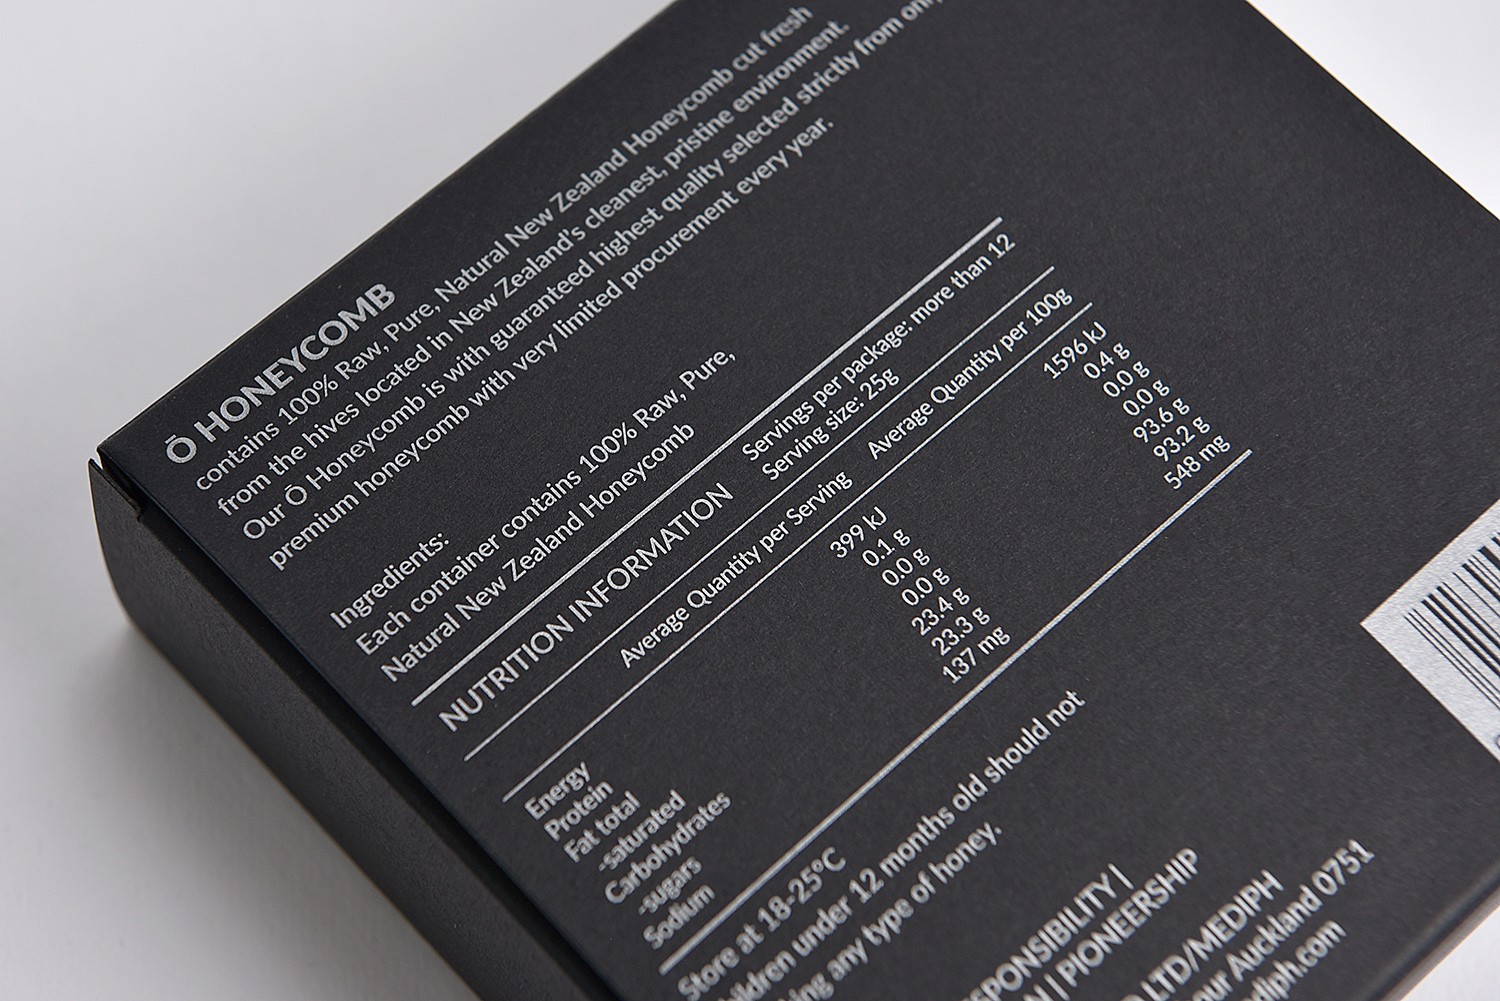 Ō HONEYCOMB
contains 100% Raw, Pure, Natural New Zealand Honeycomb cut fresh
from the hives located in New Zealand's cleanest, pristine environment.
Our Ō Honeycomb is with guaranteed highest quality selected strictly from only
premium honeycomb with very limited procurement every year.
Ingredients:
Each container contains 100% Raw, Pure,
Natural New Zealand Honeycomb
NUTRITION INFORMATION
Servings per package: more than 12
Serving size: 25g
Average Quantity per Serving Average Quantity per 100g
Energy 399 kJ 1596 kJ
Protein 0.1 g 0.4 g
Fat total 0.0 g 0.0 g
-saturated 0.0 g 0.0 g
Carbohydrates 23.4 g 93.6 g
-sugars 23.3 g 93.2 g
Sodium 137 mg 548 mg
Store at 18-25°C
under 12 months old should not
any type of honey.
| PIONEERSHIP
LTD/MEDIPH
Auckland 0751